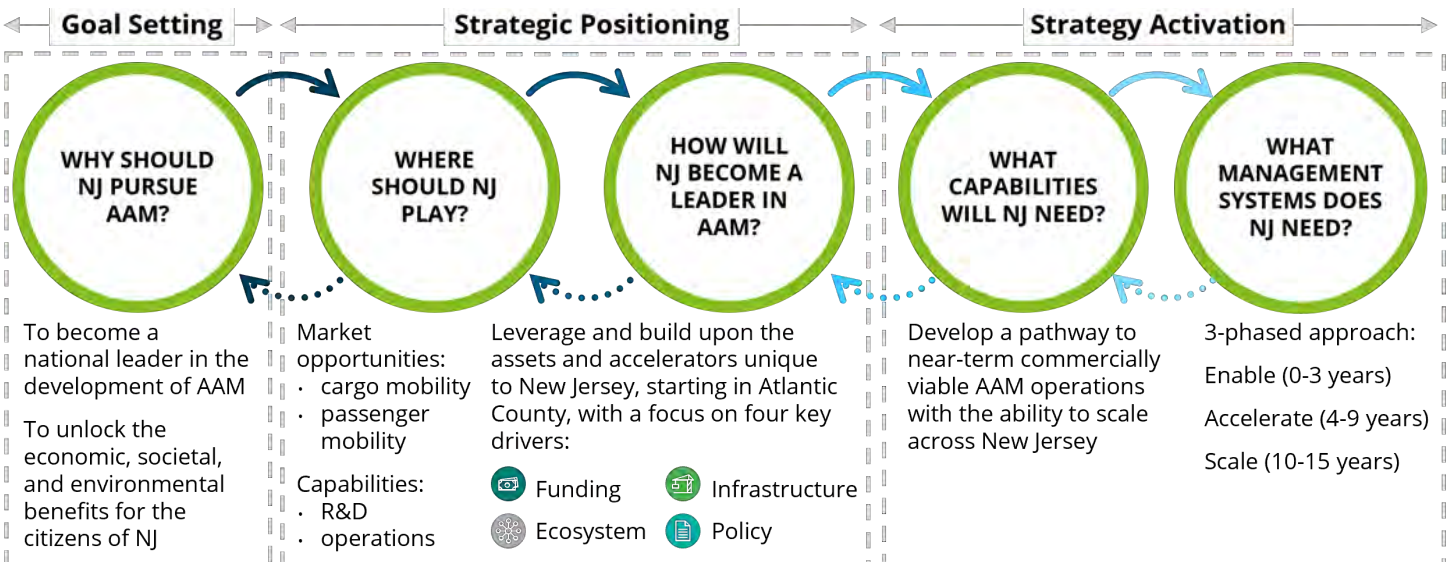 Goal Setting
Strategic Positioning
Strategy Activation
WHY SHOULD
NJ PURSUE
AAM?
WHERE
SHOULD NJ
PLAY?
HOW WILL
NJ BECOME A
LEADER IN
AAM?
WHAT
CAPABILITIES
WILL NJ NEED?
WHAT
MANAGEMENT
SYSTEMS DOES
NJ NEED?
To become a
national leader in the
development of AAM
To unlock the
economic, societal,
and environmental
benefits for the
citizens of NJ
Market
opportunities:
· cargo mobility
· passenger
mobility
Capabilities:
· R&D
· operations
Leverage and build upon the
assets and accelerators unique
to New Jersey, starting in Atlantic
County, with a focus on four key
drivers:
Funding
Infrastructure
Ecosystem
Policy
Develop a pathway to
near-term commercially
viable AAM operations
with the ability to scale
across New Jersey
3-phased approach:
Enable (0-3 years)
Accelerate (4-9 years)
Scale (10-15 years)